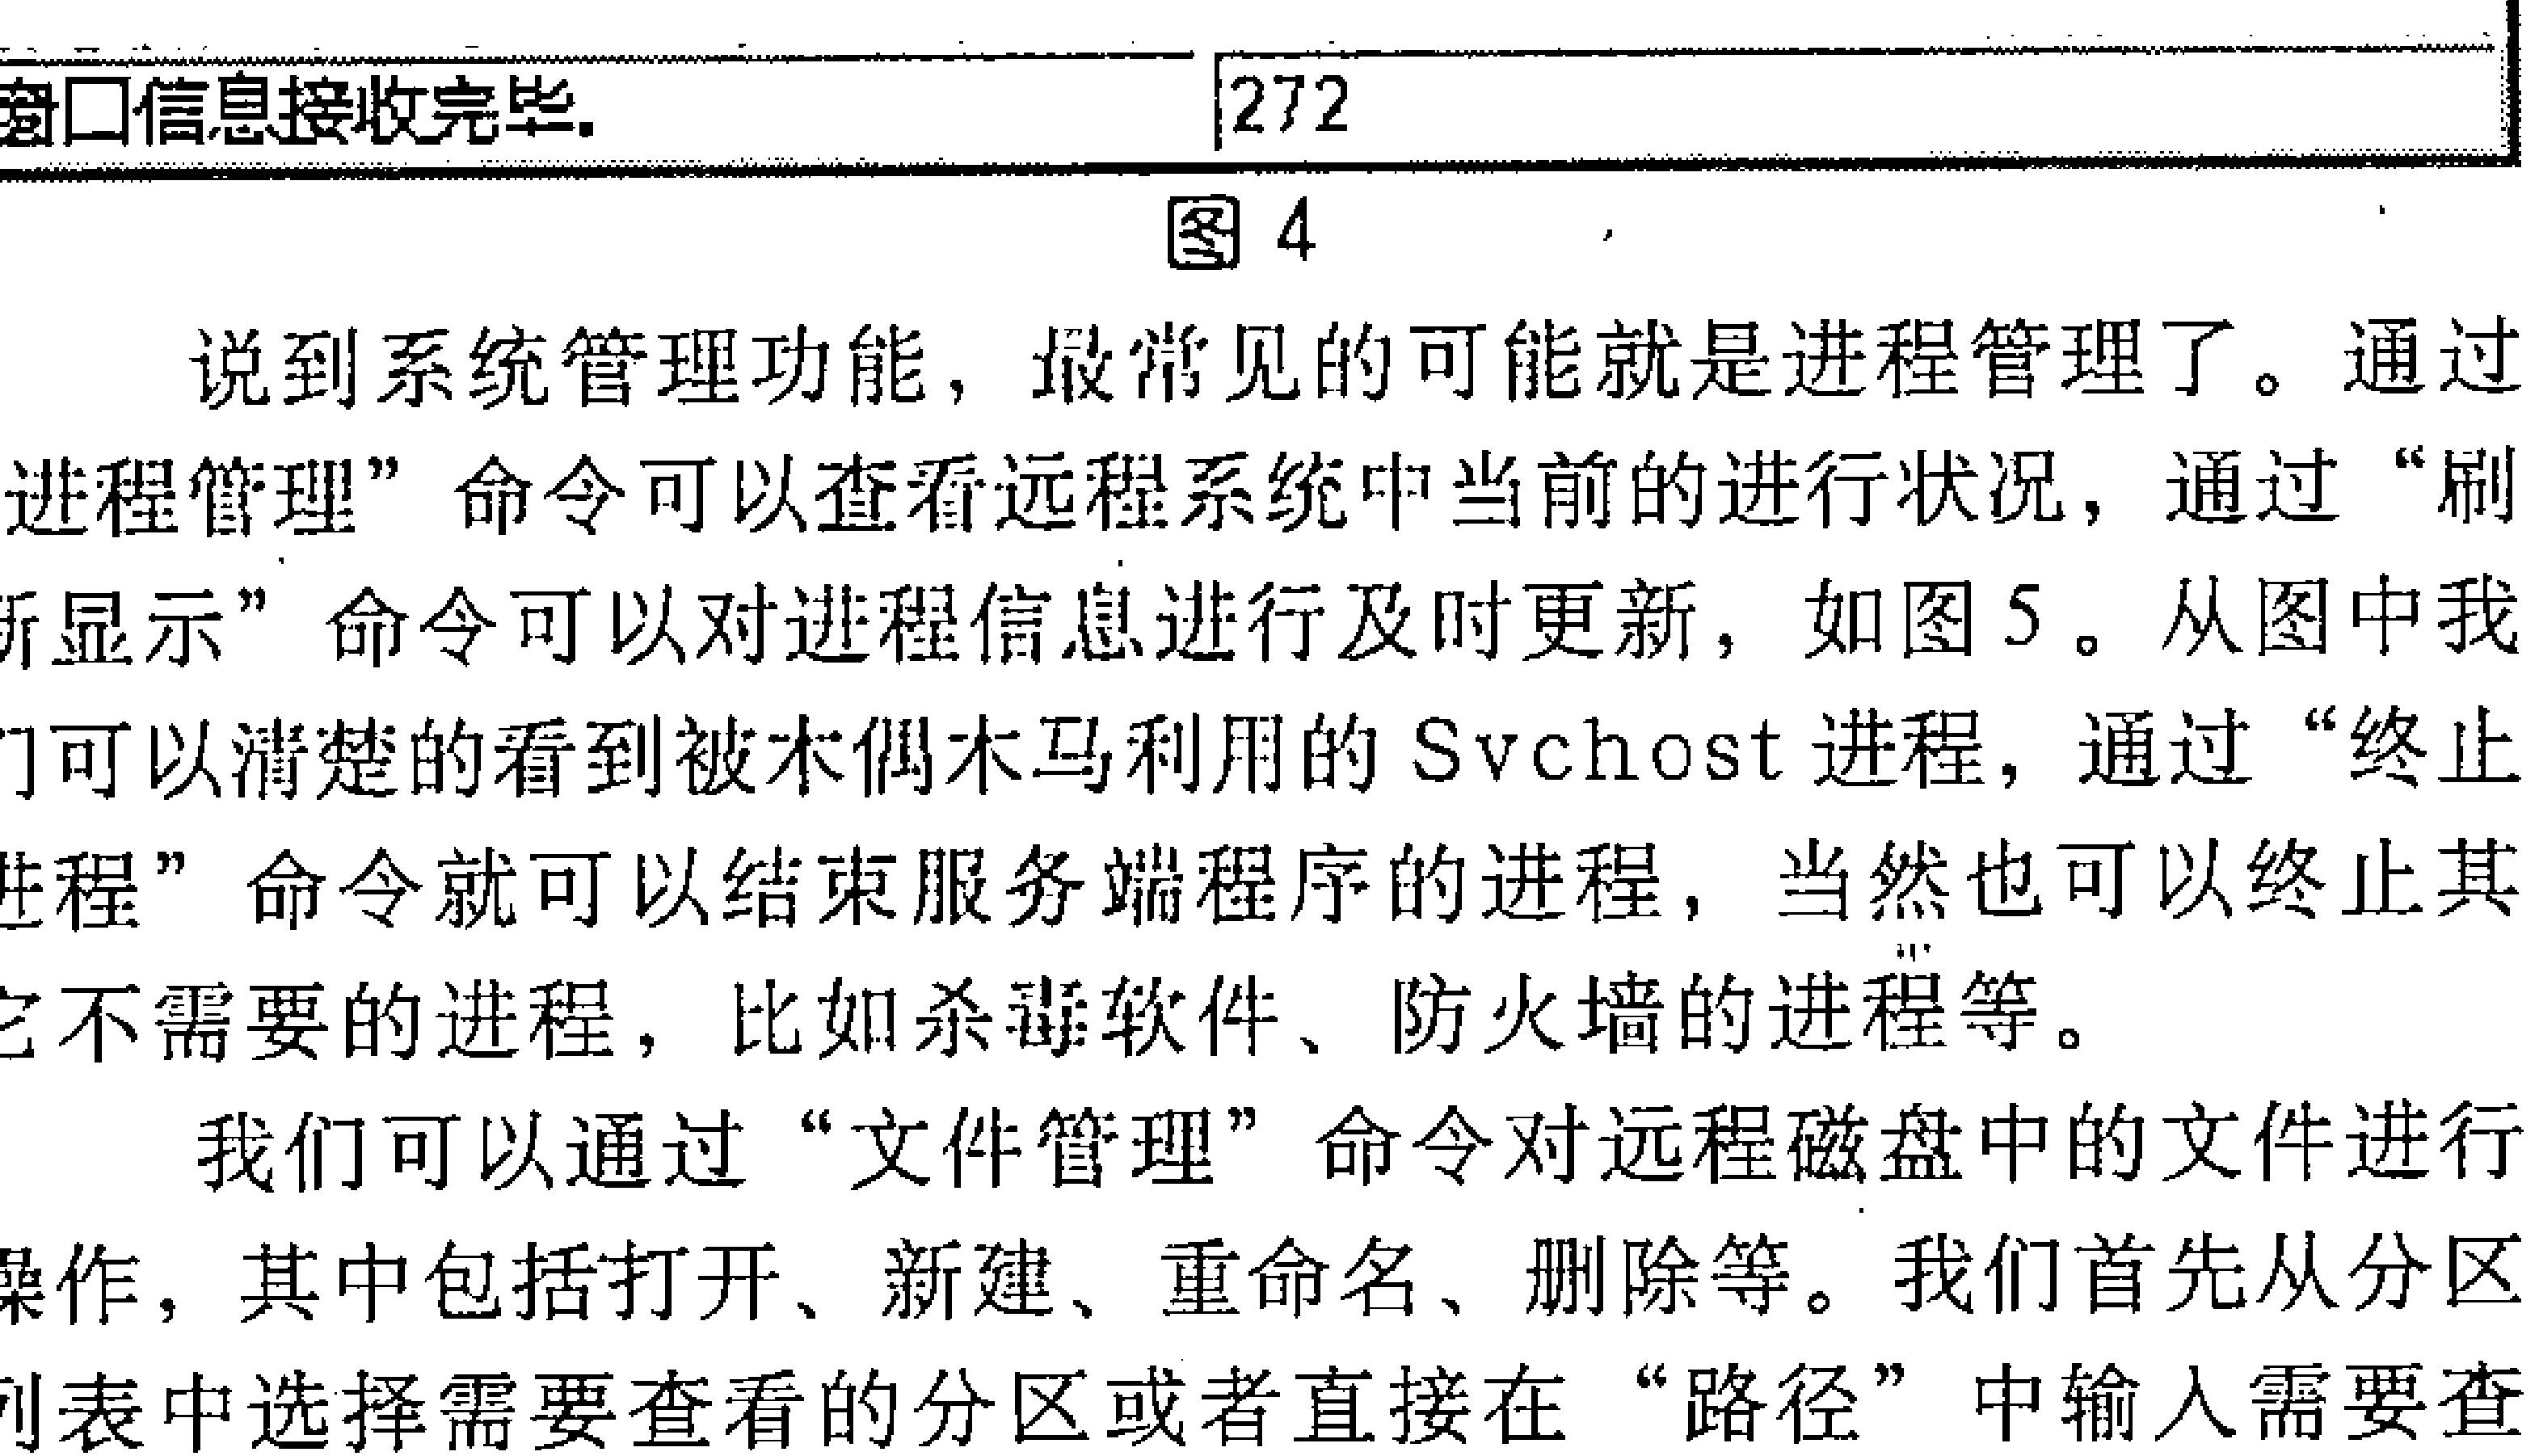 窗口信息接收完毕. 272
图 4
说到系统管理功能，最常见的可能就是进程管理了。通过
进程管理”命令可以查看远程系统中当前的进行状况，通过“刷
新显示”命令可以对进程信息进行及时更新，如图5。从图中我
们可以清楚的看到被木偶木马利用的 Svchost 进程，通过“终止
进程”命令就可以结束服务端程序的进程，当然也可以终止其
它不需要的进程，比如杀毒软件、防火墙的进程等。
我们可以通过“文件管理”命令对远程磁盘中的文件进行
操作，其中包括打开、新建、重命名、删除等。我们首先从分区
列表中选择需要查看的分区或者直接在“路径”中输入需要查